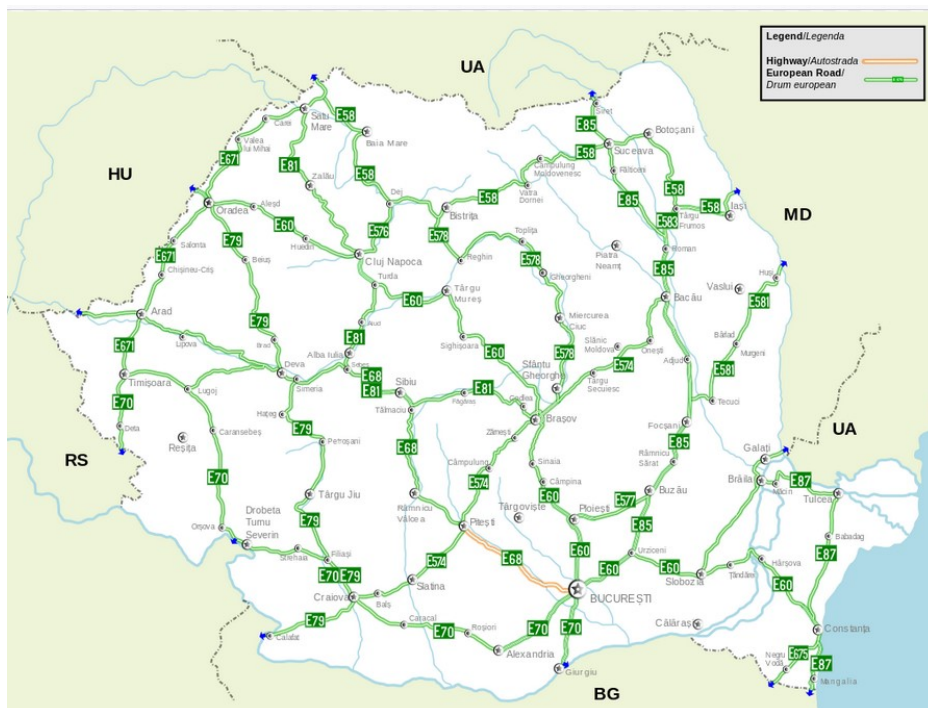 Legend/Legenda
Highway/Autostrada
European Road/
Drum european
UA
HU
MD
RS
UA
BG
E85
Siret
E58
Satu
Mare
Carei
Valea
lui Mihai
E671
Baia Mare
E81
Zalău
E58
Botoșani
Suceava
E58
Câmpulung
Moldovenesc
Fălticeni
E85
E58
E583
Târgu
Frumos
E58
Iași
Vatra
Dornei
E58
Dej
Bistrița
E578
E576
Oradea
Aleșd
E60
Huedin
E79
Beiuș
Cluj Napoca
Turda
Reghin
Toplița
E578
Gheorgheni
Piatra
Neamț
Roman
E85
Bacău
Vaslui
Huși
E581
Salonta
E671
Chișineu-Criș
Arad
E671
Lipova
E79
Brad
E60
Târgu
Mureș
Aiud
E81
Alba Iulia
Sebeș
Sighișoara
E60
Miercurea
Ciuc
E578
Slănic
Moldova
Onești
E574
Târgu
Secuiesc
Adjud
Bârlad
Murgeni
E581
Tecuci
Sfântu
Gheorghe
Timișoara
E70
Deta
Lugoj
Caransebeș
Reșița
E70
Deva
Simeria
Hațeg
E79
Petroșani
E68
E81
Sibiu
Tălmaciu
E68
Făgăraș
E81
Codlea
Brașov
Zărnești
Câmpulung
E574
Sinaia
E60
Câmpina
Focșani
E85
Râmnicu
Sărat
Galați
Brăila
Măcin
E87
Tulcea
Babadag
E87
Orșova
Drobeta
Turnu
Severin
Târgu Jiu
E79
Strehaia
Filiași
E70
E79
Craiova
E79
Calafat
Râmnicu
Vâlcea
Pitești
Târgoviște
Ploiești
E577
Buzău
E85
Urziceni
E60
E60
E60
E68
E574
Slatina
Balș
Caracal
E70
Roșiori
E70
Alexandria
BUCUREȘTI
E70
Giurgiu
Slobozia
Țăndărei
Hârșova
E60
Călărași
Constanța
E675
Negru
Vodă
E87
Mangalia